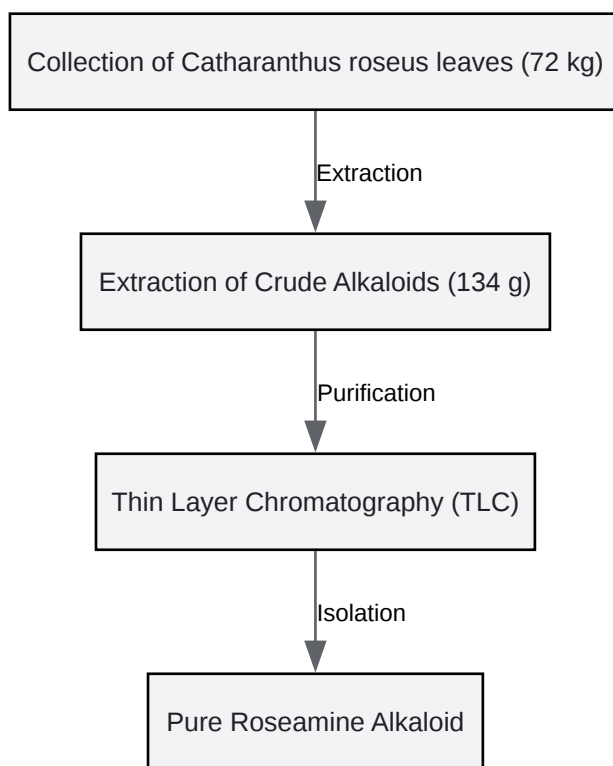 Collection of Catharanthus roseus leaves (72 kg)
Extraction
Extraction of Crude Alkaloids (134 g)
Purification
Thin Layer Chromatography (TLC)
Isolation
Pure Roseamine Alkaloid